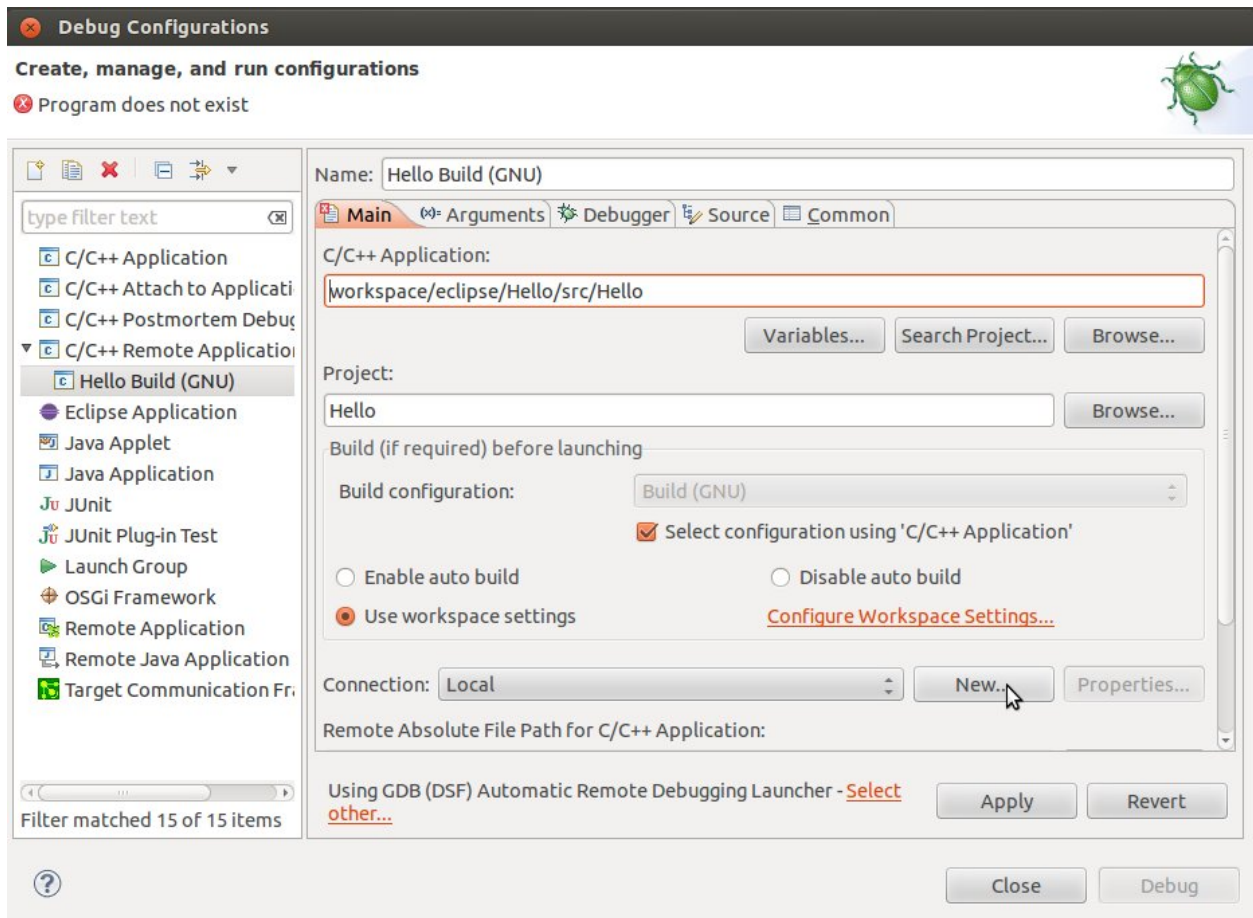 Debug Configurations
Create, manage, and run configurations
Program does not exist
type filter text
C/C++ Application
C/C++ Attach to Applicati
C/C++ Postmortem Debug
C/C++ Remote Application
Hello Build (GNU)
Eclipse Application
Java Applet
Java Application
JUnit
JUnit Plug-in Test
Launch Group
OSGi Framework
Remote Application
Remote Java Application
Target Communication Fra
Filter matched 15 of 15 items
Name: Hello Build (GNU)
Main (x)= Arguments Debugger Source Common
C/C++ Application:
workspace/eclipse/Hello/src/Hello
Variables... Search Project... Browse...
Project:
Hello Browse...
Build (if required) before launching
Build configuration: Build (GNU)
Select configuration using 'C/C++ Application'
Enable auto build Disable auto build
Use workspace settings Configure Workspace Settings...
Connection: Local New... Properties...
Remote Absolute File Path for C/C++ Application:
Using GDB (DSF) Automatic Remote Debugging Launcher - Select
other...
Apply Revert
Close Debug